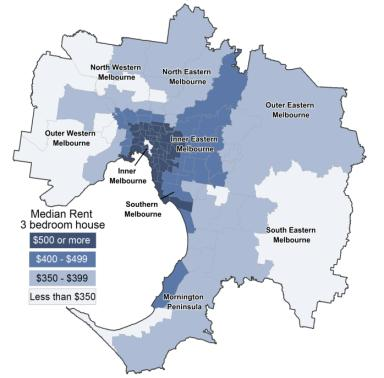 North Western
Melbourne
North Eastern
Melbourne
Outer Eastern
Melbourne
Outer Western
Melbourne
Inner Eastern
Melbourne
Inner
Melbourne
Southern
Melbourne
South Eastern
Melbourne
Mornington
Peninsula
Median Rent
3 bedroom house
$500 or more
$400 - $499
$350 - $399
Less than $350